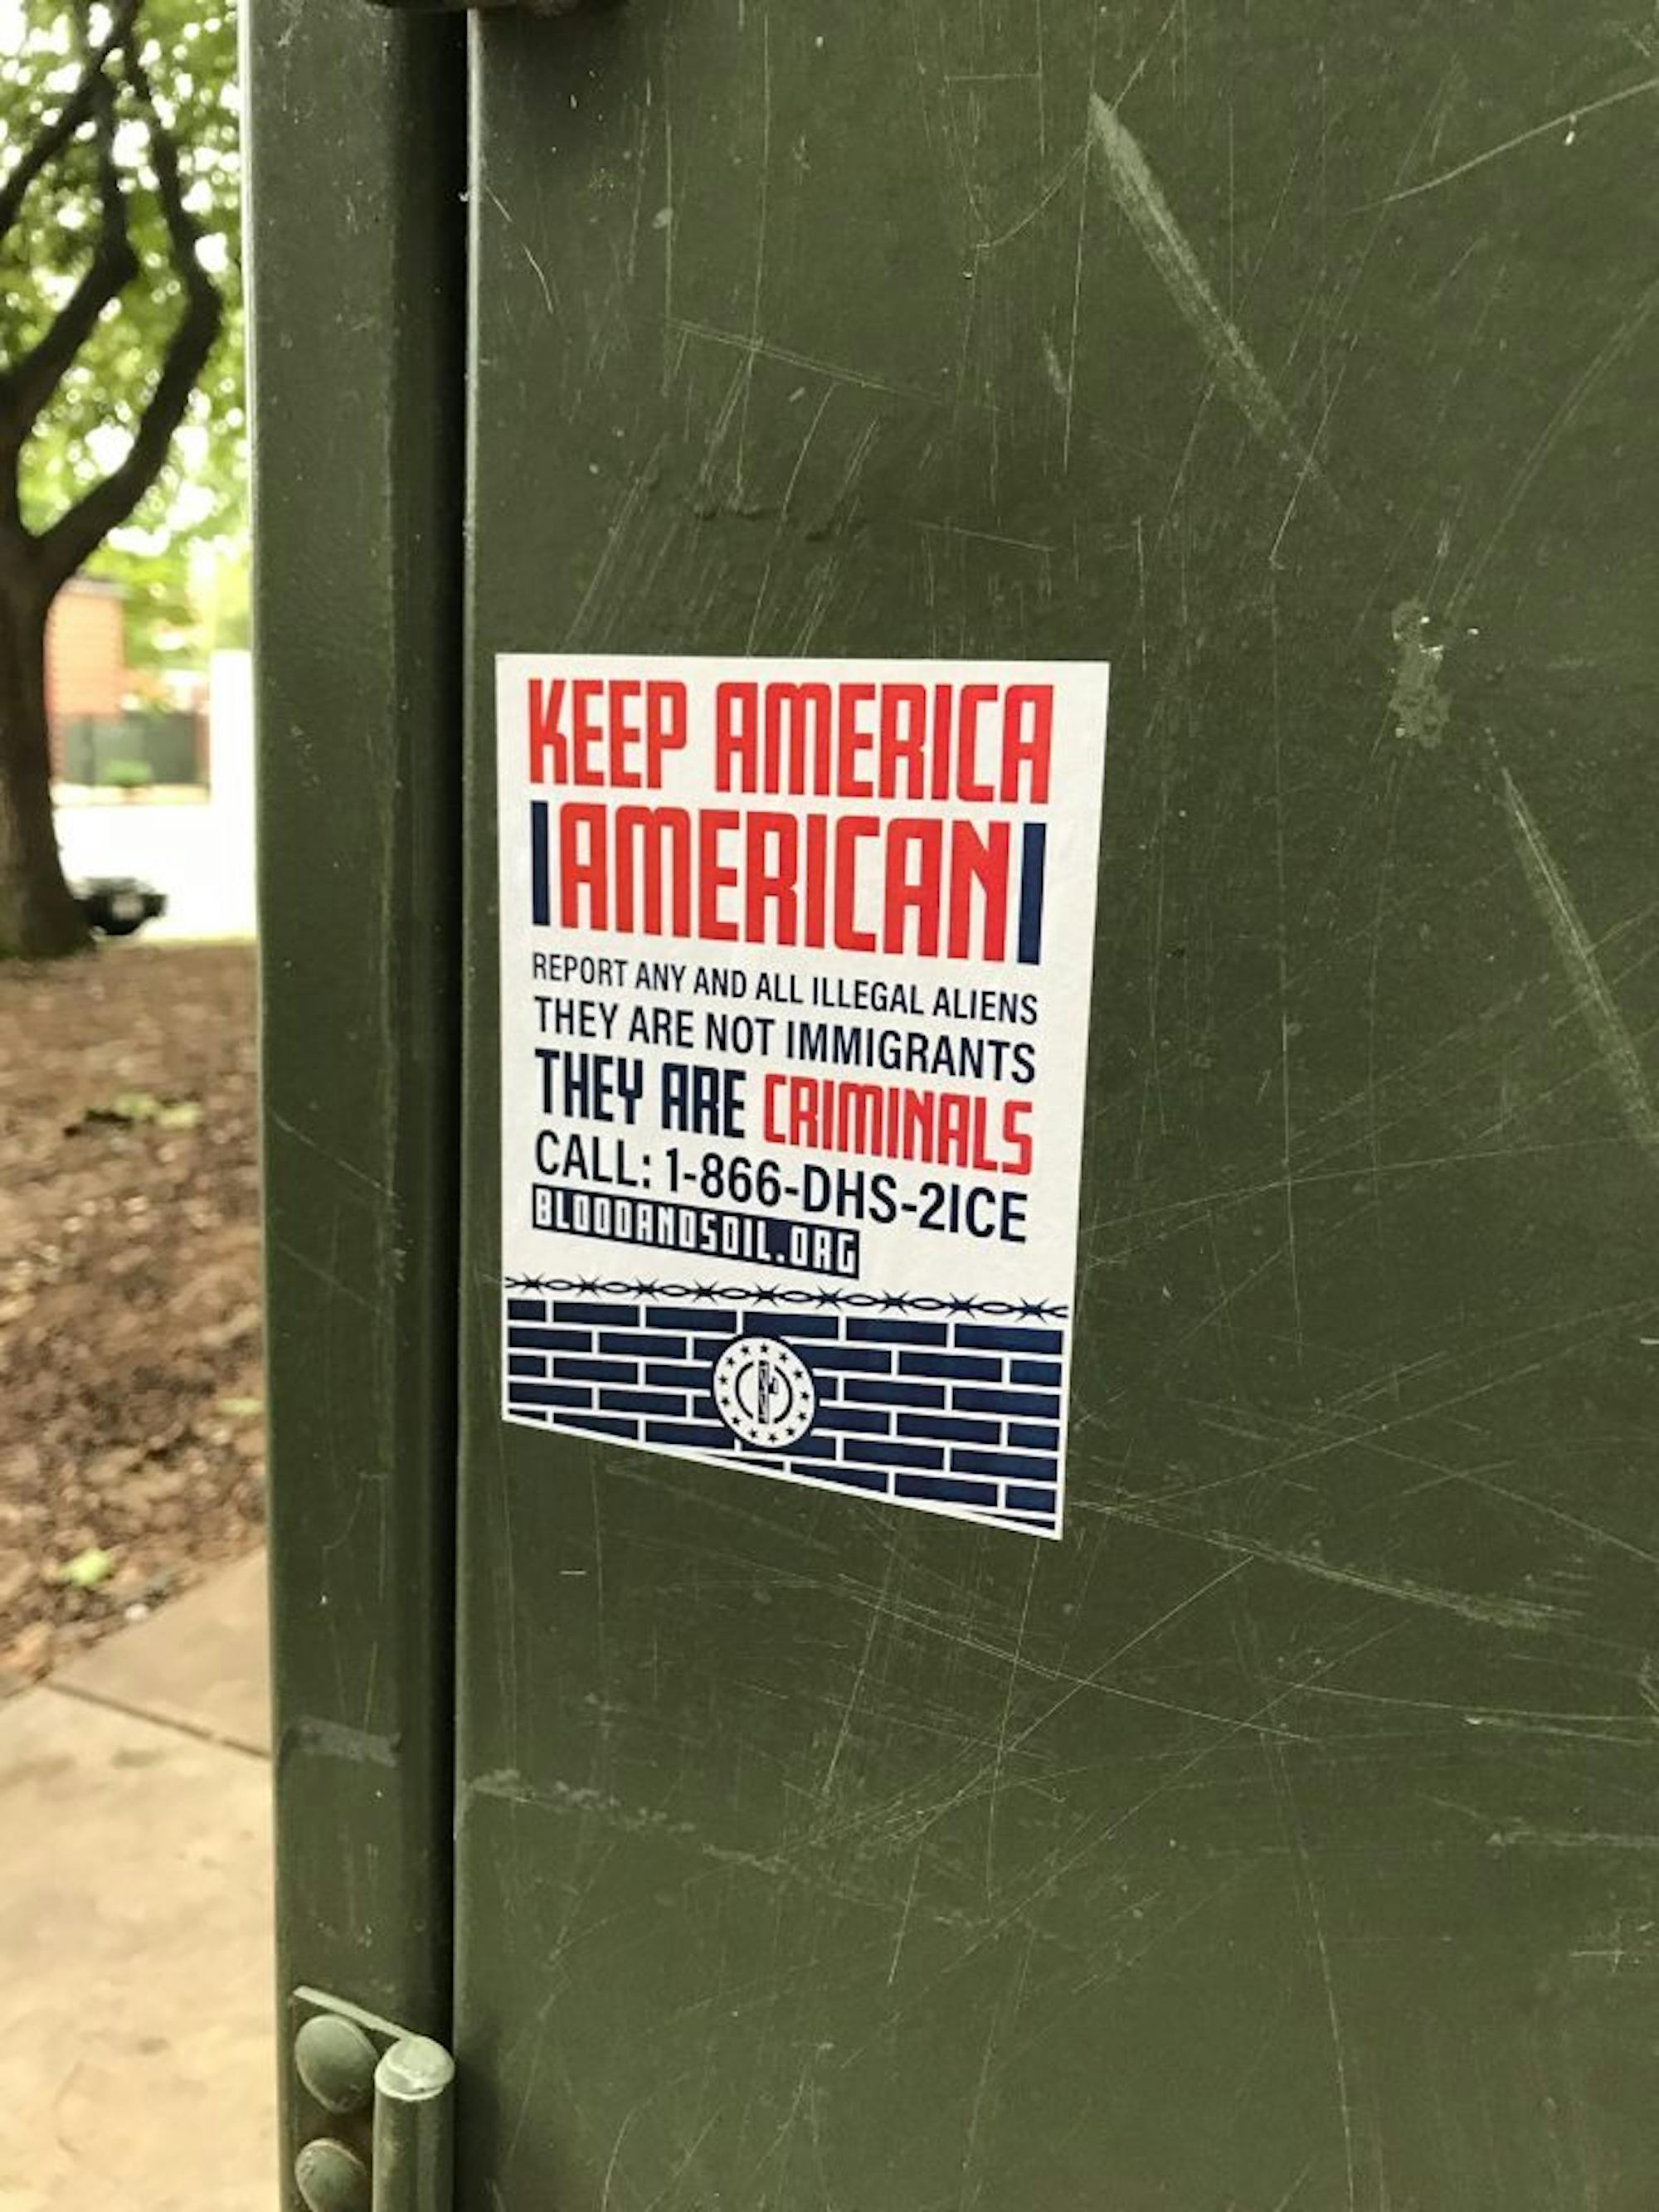 KEEP AMERICA
AMERICAN
REPORT ANY AND ALL ILLEGAL ALIENS
THEY ARE NOT IMMIGRANTS
THEY ARE CRIMINALS
CALL: 1-866-DHS-2ICE
BLOODANDSOIL.ORG